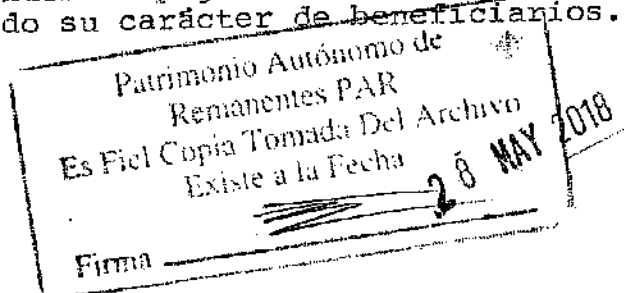 do su carácter de beneficiarios.
Patrimonio Autónomo de
Remanentes PAR
Es Fiel Copia Tomada Del Archivo
Existe a la Fecha
28 MAY 2018
Firma